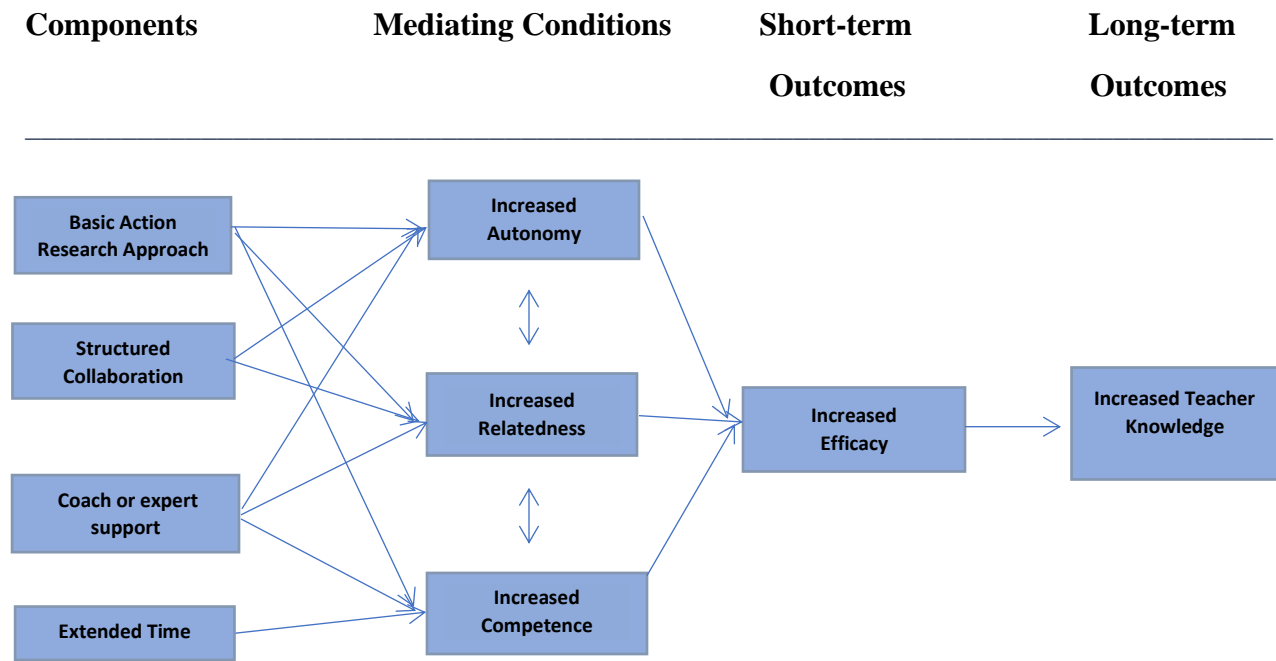 Components
Mediating Conditions
Short-term
Outcomes
Long-term
Outcomes
Basic Action
Research Approach
Structured
Collaboration
Coach or expert
support
Extended Time
Increased
Autonomy
Increased
Relatedness
Increased
Competence
Increased
Efficacy
Increased Teacher
Knowledge